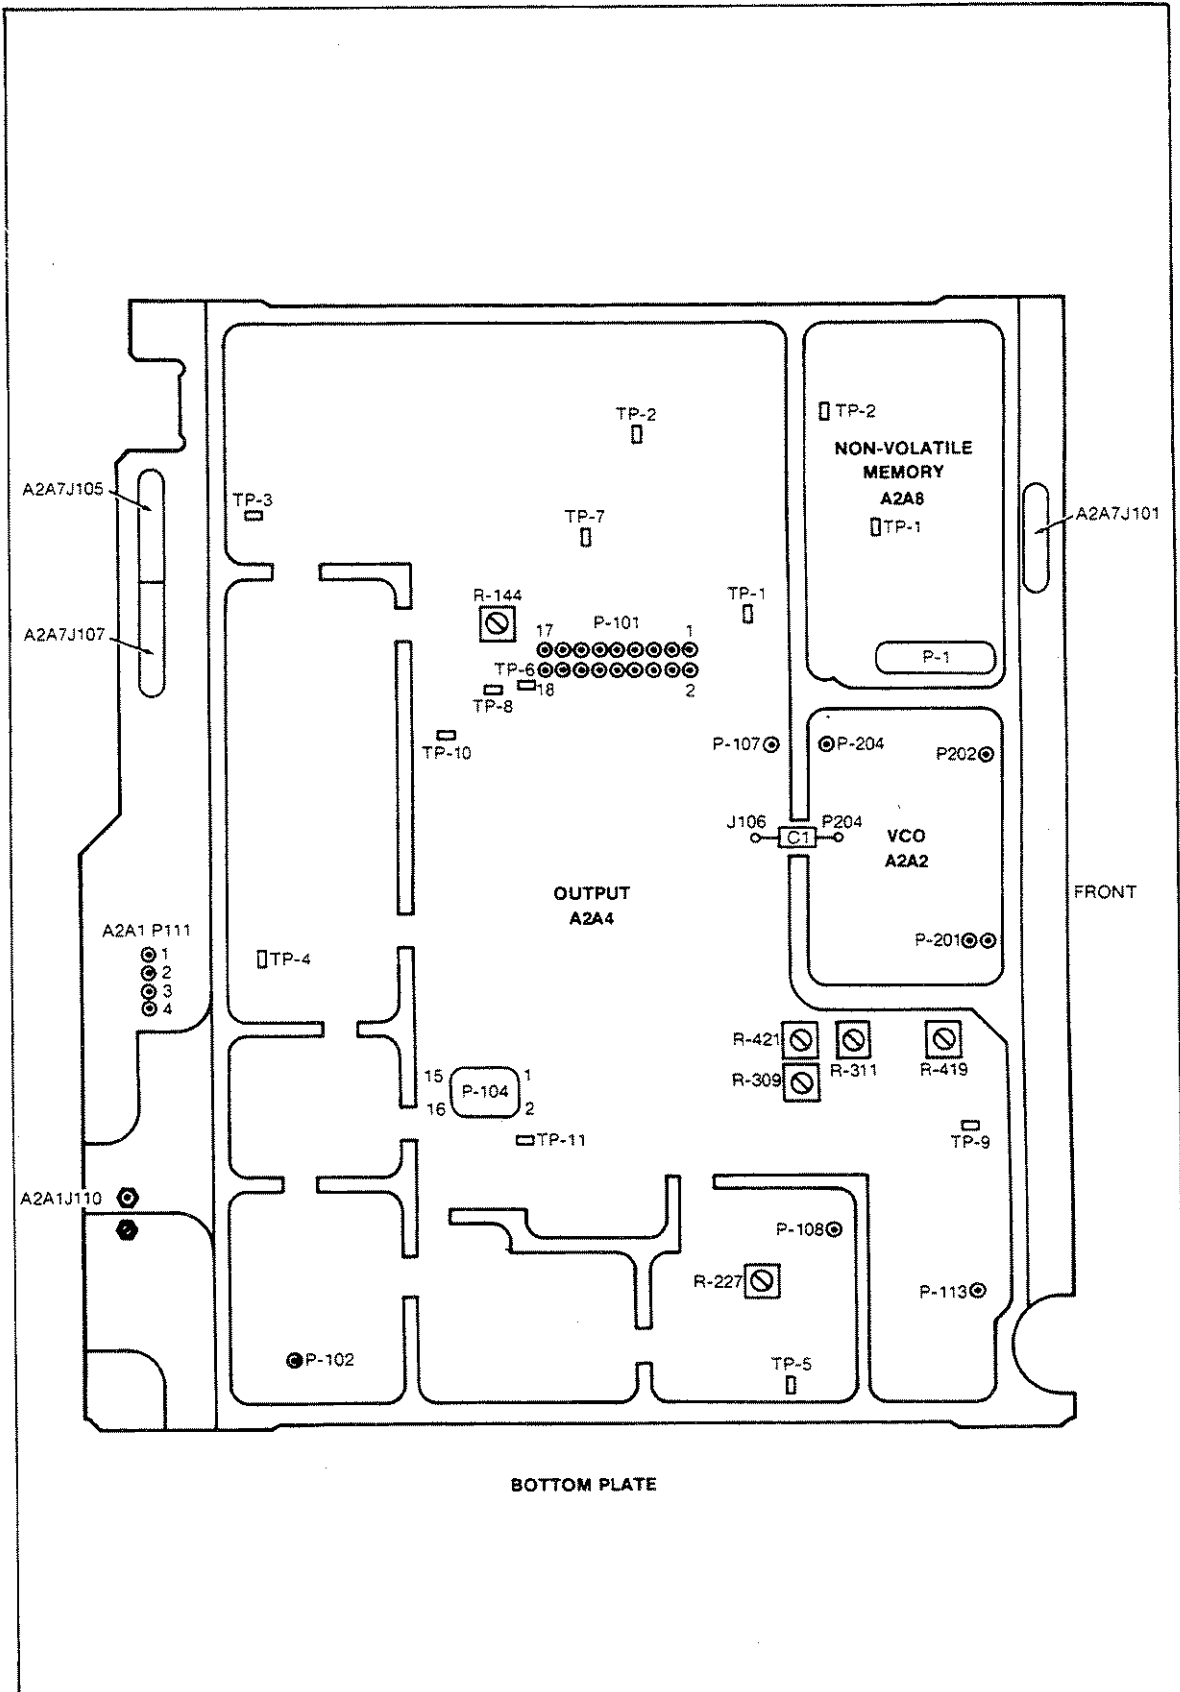 TP-2
TP-2
NON-VOLATILE
MEMORY
A2A8
A2A7J105
TP-3
TP-7
TP-1
A2A7J101
R-144
TP-1
17 P-101 1
A2A7J107
P-1
TP-6
18 2
TP-8
TP-10
P-107
P-204
P202
J106 C1 P204
VCO
A2A2
OUTPUT
A2A4
FRONT
A2A1 P111
1
2
3
4
P-201
TP-4
R-421
R-311
R-419
R-309
15 P-104 1
16 2
TP-11
TP-9
A2A1J110
P-108
R-227
P-113
P-102
TP-5
BOTTOM PLATE